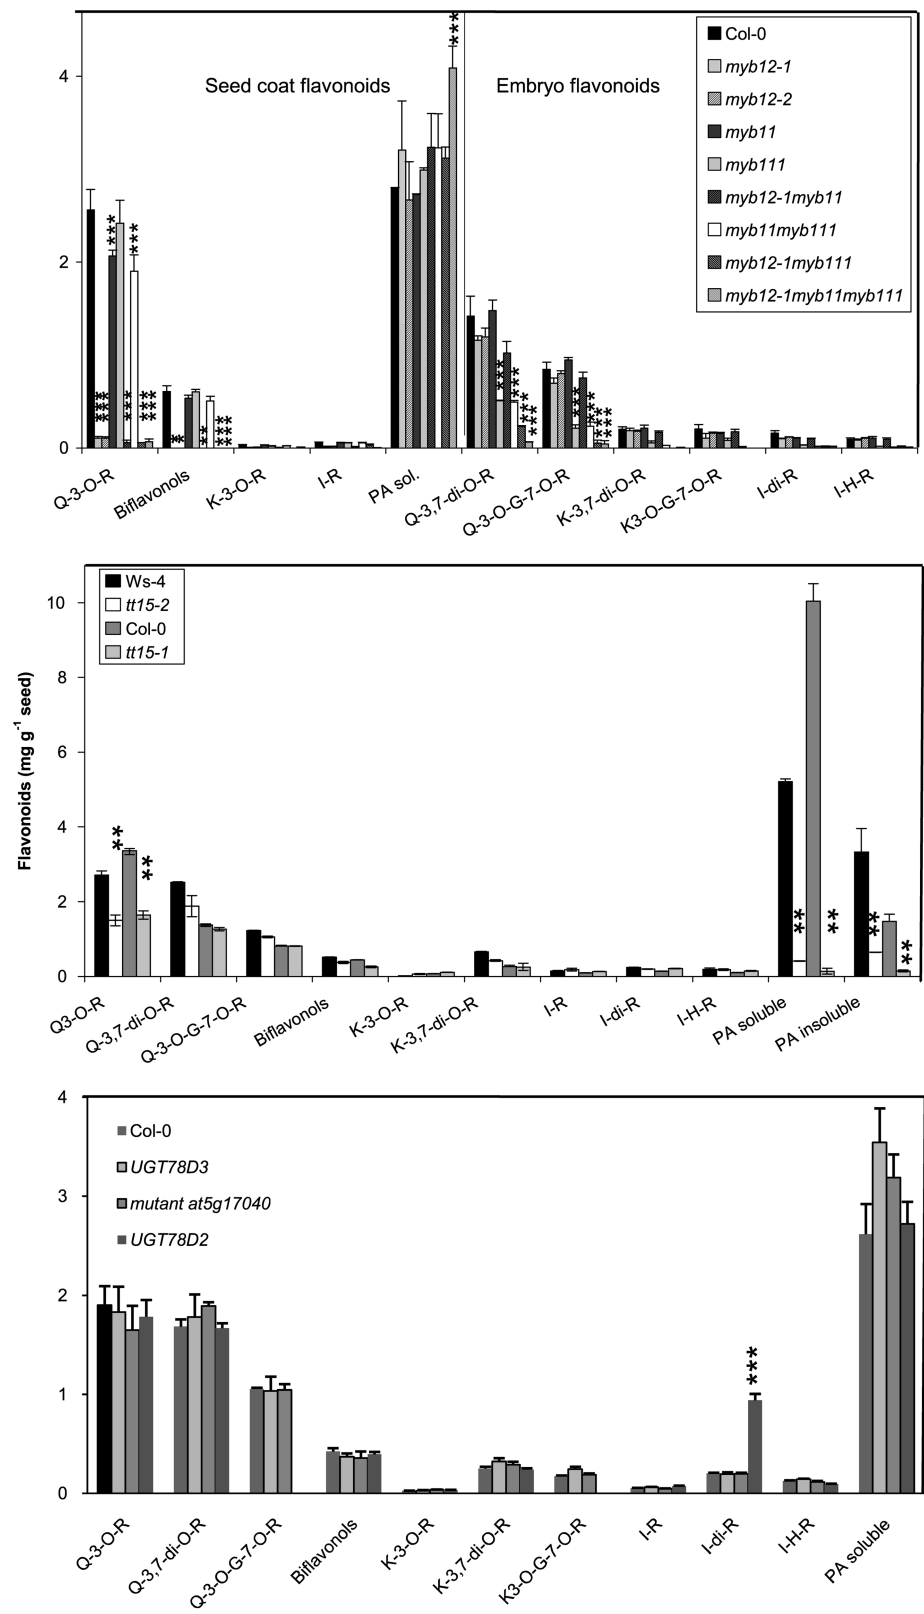 Seed coat flavonoids
Embryo flavonoids
Col-0
myb12-1
myb12-2
myb11
myb111
myb12-1myb11
myb11myb111
myb12-1myb111
myb12-1myb11myb111
4
2
0
Q-3-O-R
Biflavonols
K-3-O-R
I-R
PA sol.
Q-3,7-di-O-R
Q-3-O-G-7-O-R
K-3,7-di-O-R
K3-O-G-7-O-R
I-di-R
I-H-R
Ws-4
tt15-2
Col-0
tt15-1
Flavonoids (mg g-1 seed)
10
8
6
4
2
0
Q3-O-R
Q-3,7-di-O-R
Q-3-O-G-7-O-R
Biflavonols
K-3-O-R
K-3,7-di-O-R
I-R
I-di-R
I-H-R
PA soluble
PA insoluble
Col-0
UGT78D3
mutant at5g17040
UGT78D2
4
3
2
1
0
***
Q-3-O-R
Q-3,7-di-O-R
Q-3-O-G-7-O-R
Biflavonols
K-3-O-R
K-3,7-di-O-R
K3-O-G-7-O-R
I-R
I-di-R
I-H-R
PA soluble